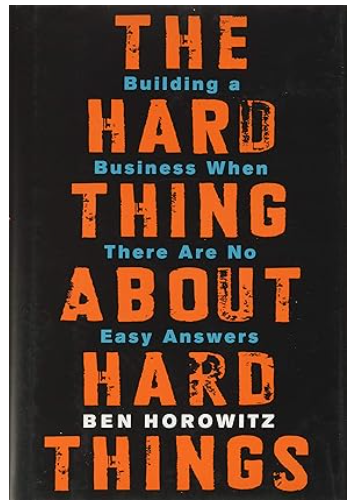 THE
Building a
HARD
Business When
THING
There Are No
ABOUT
Easy Answers
HARD
BEN HOROWITZ
THINGS